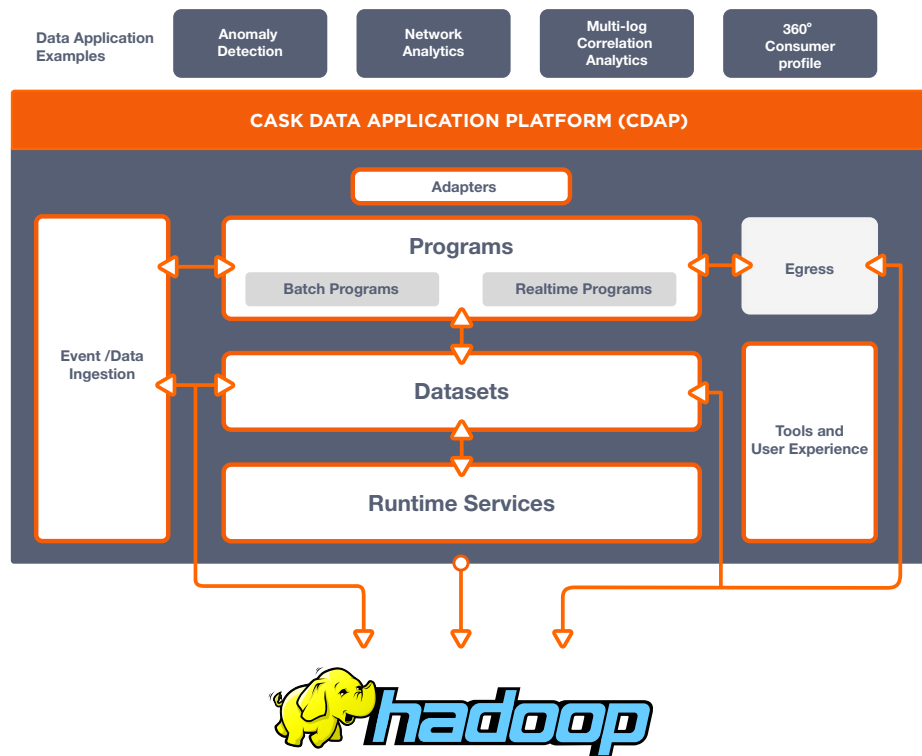 Data Application
Examples
Anomaly
Detection
Network
Analytics
Multi-log
Correlation
Analytics
360°
Consumer
profile
CASK DATA APPLICATION PLATFORM (CDAP)
Adapters
Programs
Batch Programs
Realtime Programs
Egress
Event /Data
Ingestion
Datasets
Tools and
User Experience
Runtime Services
hadoop